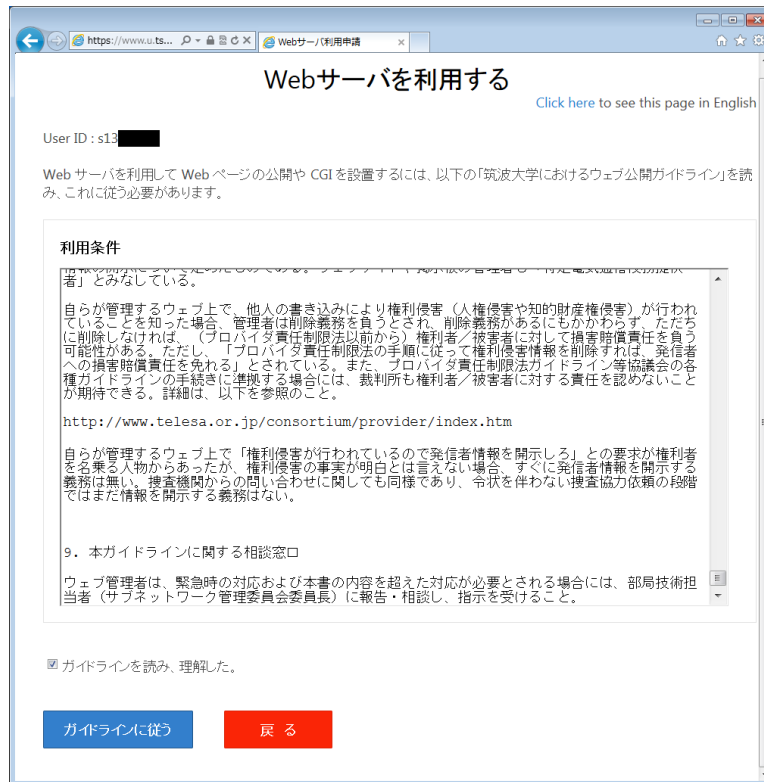 https://www.u.ts...
Webサーバ利用申請
Webサーバを利用する
Click here to see this page in English
User ID : s13
Web サーバを利用して Web ページの公開や CGI を設置するには、以下の「筑波大学におけるウェブ公開ガイドライン」を読
み、これに従う必要があります。
利用条件
者」とみなしている。
自らが管理するウェブ上で、他人の書き込みにより権利侵害（人権侵害や知的財産権侵害）が行われ
ていることを知った場合、管理者は削除義務を負うとされ、削除義務があるにもかかわらず、ただち
に削除しなければ、（プロバイダ責任制限法以前から）権利者／被害者に対して損害賠償責任を負う
可能性がある。ただし、「プロバイダ責任制限法の手順に従って権利侵害情報を削除すれば、発信者
への損害賠償責任を免れる」とされている。また、プロバイダ責任制限法ガイドライン等協議会の各
種ガイドラインの手続きに準拠する場合には、裁判所も権利者／被害者に対する責任を認めないこと
が期待できる。詳細は、以下を参照のこと。
http://www.telesa.or.jp/consortium/provider/index.htm
自らが管理するウェブ上で「権利侵害が行われているので発信者情報を開示しろ」との要求が権利者
を名乗る人物からあったが、権利侵害の事実が明白とは言えない場合、すぐに発信者情報を開示する
義務は無い。捜査機関からの問い合わせに関しても同様であり、令状を伴わない捜査協力依頼の段階
ではまだ情報を開示する義務はない。
9. 本ガイドラインに関する相談窓口
ウェブ管理者は、緊急時の対応および本書の内容を超えた対応が必要とされる場合には、部局技術担
当者（サブネットワーク管理委員会委員長）に報告・相談し、指示を受けること。
ガイドラインを読み、理解した。
ガイドラインに従う
戻 る